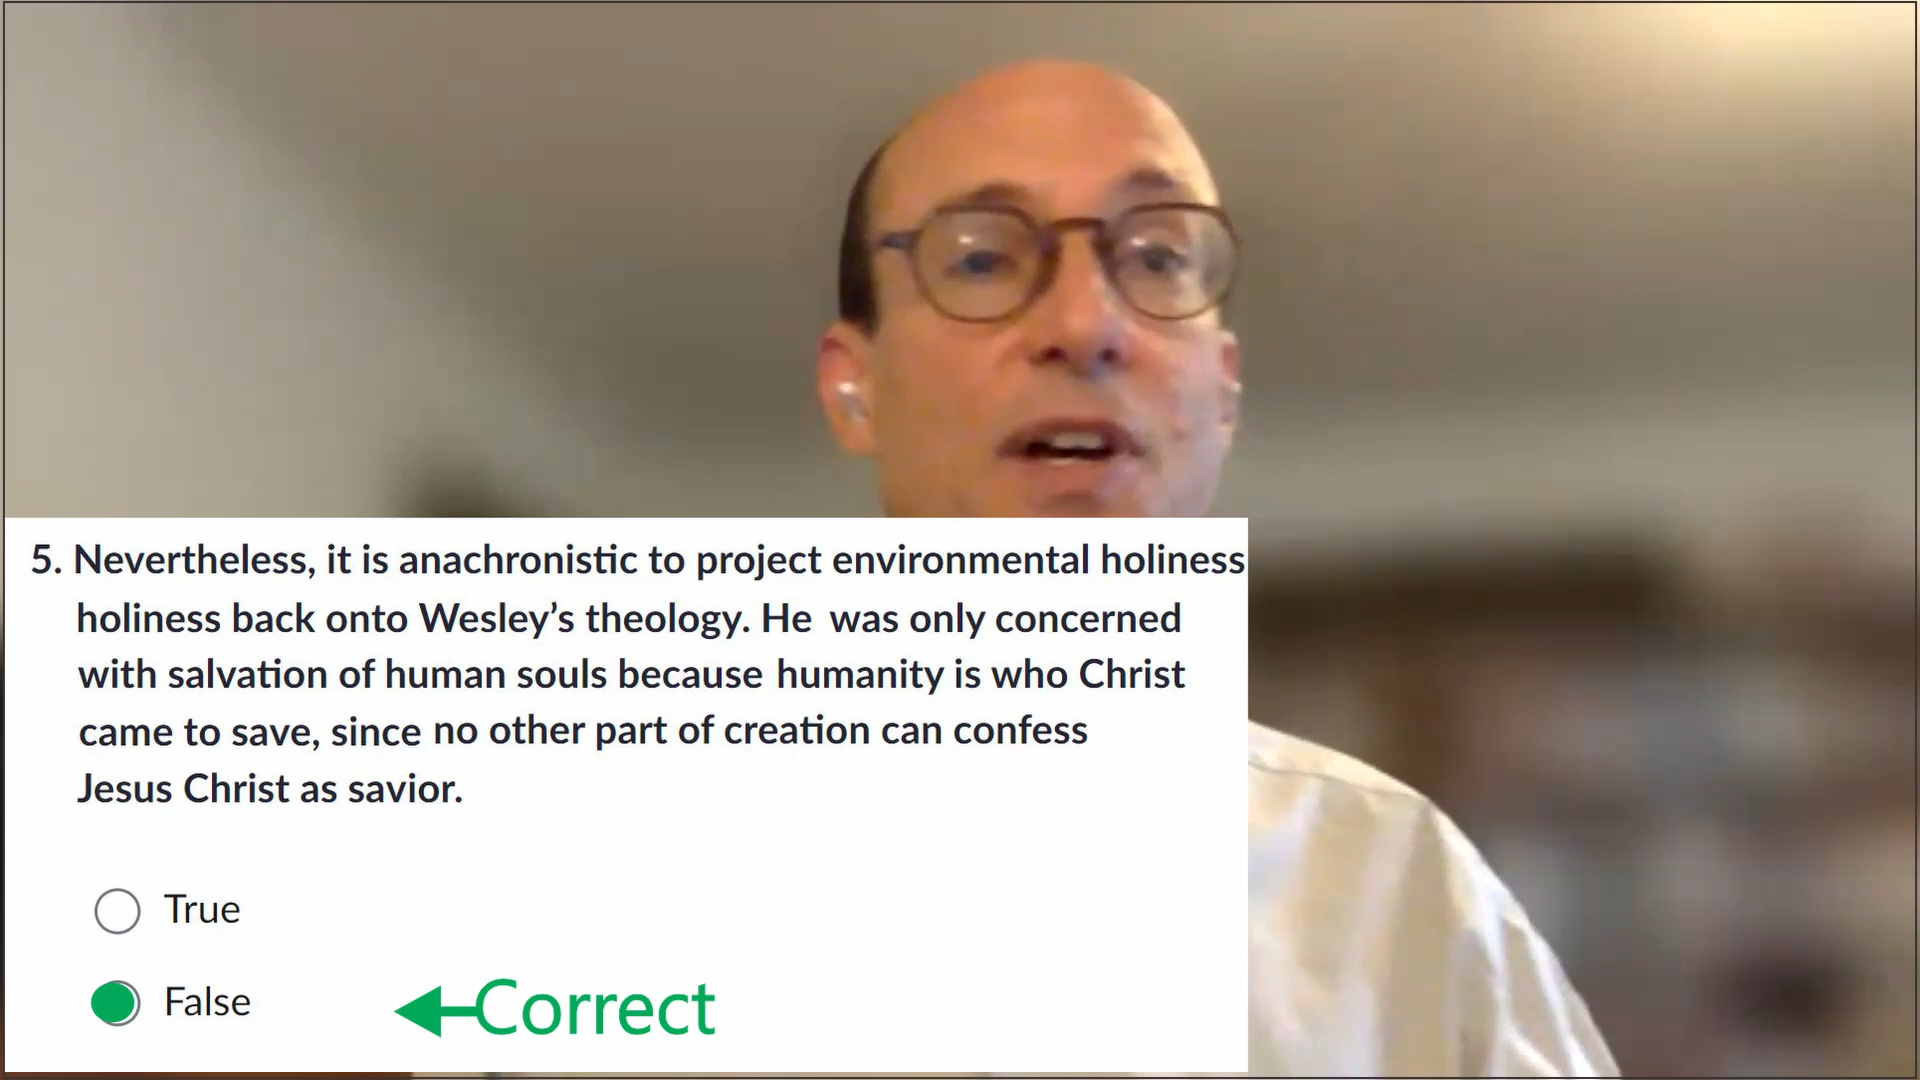 5. Nevertheless, it is anachronistic to project environmental holiness
holiness back onto Wesley’s theology. He was only concerned
with salvation of human souls because humanity is who Christ
came to save, since no other part of creation can confess
Jesus Christ as savior.
True
False
Correct